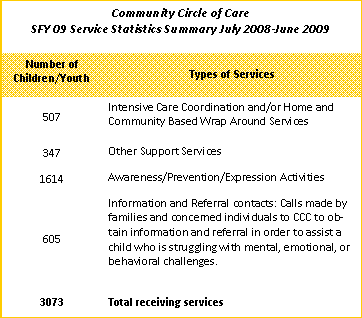 Community Circle of Care
SFY 09 Service Statistics Summary July 2008-June 2009
Number of
Children/Youth
Types of Services
507
Intensive Care Coordination and/or Home and
Community Based Wrap Around Services
347
Other Support Services
1614
Awareness/Prevention/Expression Activities
605
Information and Referral contacts: Calls made by
families and concerned individuals to CCC to ob-
tain information and referral in order to assist a
child who is struggling with mental, emotional, or
behavioral challenges.
3073
Total receiving services